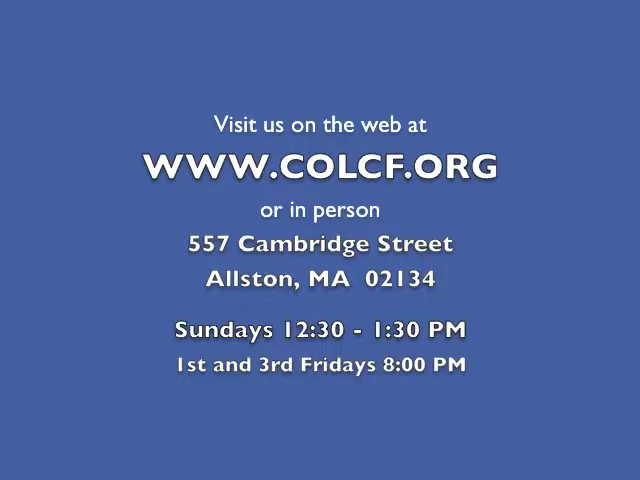 Visit us on the web at
WWW.COLCF.ORG
or in person
557 Cambridge Street
Allston, MA  02134
Sundays 12:30 - 1:30 PM
1st and 3rd Fridays 8:00 PM